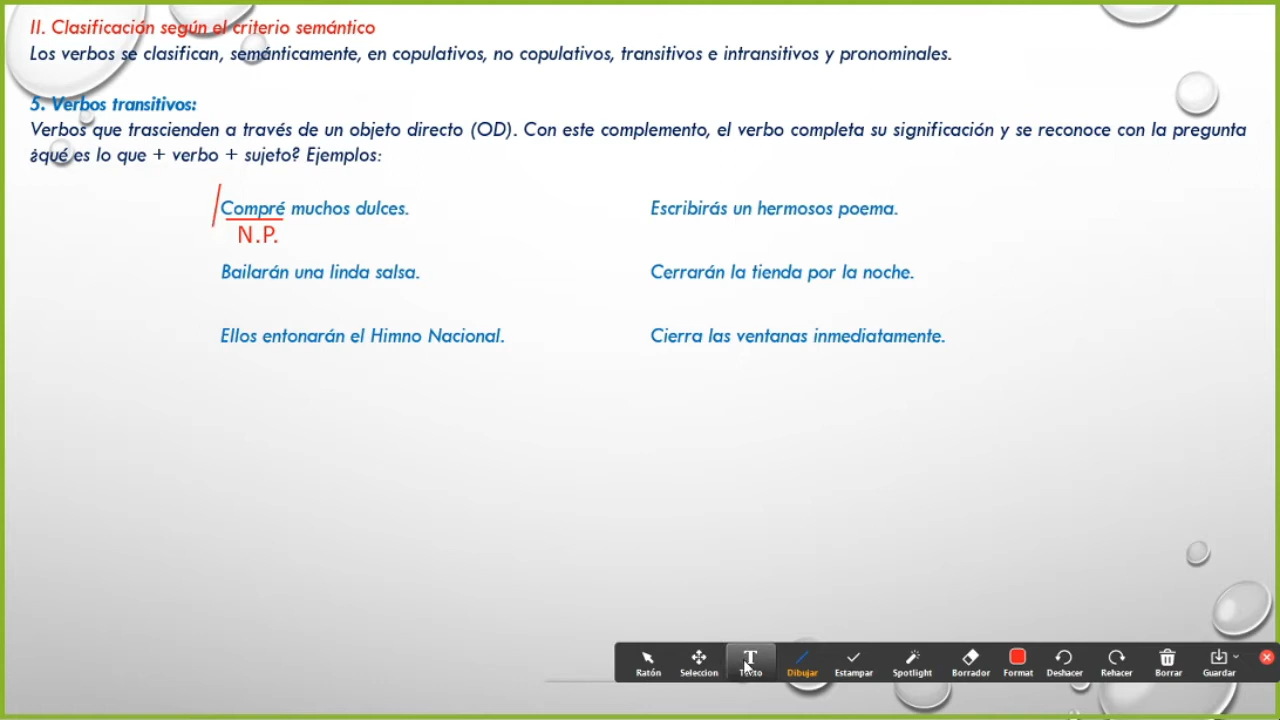 II. Clasificación según el criterio semántico
Los verbos se clasifican, semánticamente, en copulativos, no copulativos, transitivos e intransitivos y pronominales.
5. Verbos transitivos:
Verbos que trascienden a través de un objeto directo (OD). Con este complemento, el verbo completa su significación y se reconoce con la pregunta
¿qué es lo que + verbo + sujeto? Ejemplos:
Compré muchos dulces.
N.P.
Escribirás un hermosos poema.
Bailarán una linda salsa.
Cerrarán la tienda por la noche.
Ellos entonarán el Himno Nacional.
Cierra las ventanas inmediatamente.
Ratón Seleccion Texto Dibujar Estampar Spotlight Borrador Format Deshacer Rehacer Borrar Guardar